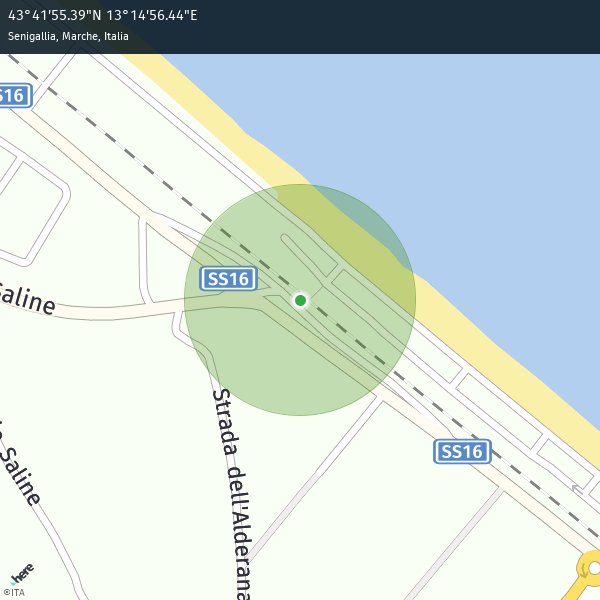 43°41'55.39"N 13°14'56.44"E
Senigallia, Marche, Italia
SS16
SS16
Saline
SS16
Strada dell'Alderana
Saline
here
©ITA